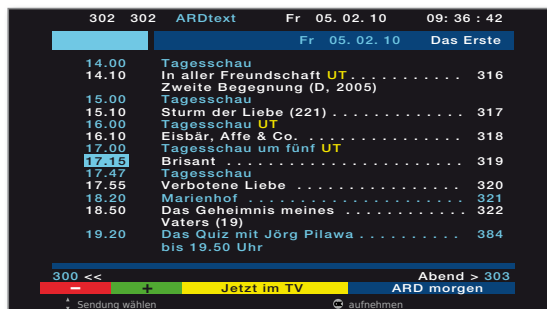 302 302 ARDtext Fr 05. 02. 10 09: 36 : 42
Fr 05. 02. 10 Das Erste
14.00 Tagesschau
14.10 In aller Freundschaft UT. . . . . . . . . . . 316
Zweite Begegnung (D, 2005)
15.00 Tagesschau
15.10 Sturm der Liebe (221) . . . . . . . . . . . . 317
16.00 Tagesschau UT
16.10 Eisbär, Affe & Co. . . . . . . . . . . . . . . . 318
17.00 Tagesschau um fünf UT
17.15 Brisant . . . . . . . . . . . . . . . . . . . . . . 319
17.47 Tagesschau
17.55 Verbotene Liebe . . . . . . . . . . . . . . . . 320
18.20 Marienhof . . . . . . . . . . . . . . . . . . . . 321
18.50 Das Geheimnis meines . . . . . . . . . . . 322
Vaters (19)
19.20 Das Quiz mit Jörg Pilawa . . . . . . . . . . 384
bis 19.50 Uhr
300 << Abend > 303
− + Jetzt im TV ARD morgen
Sendung wählen aufnehmen